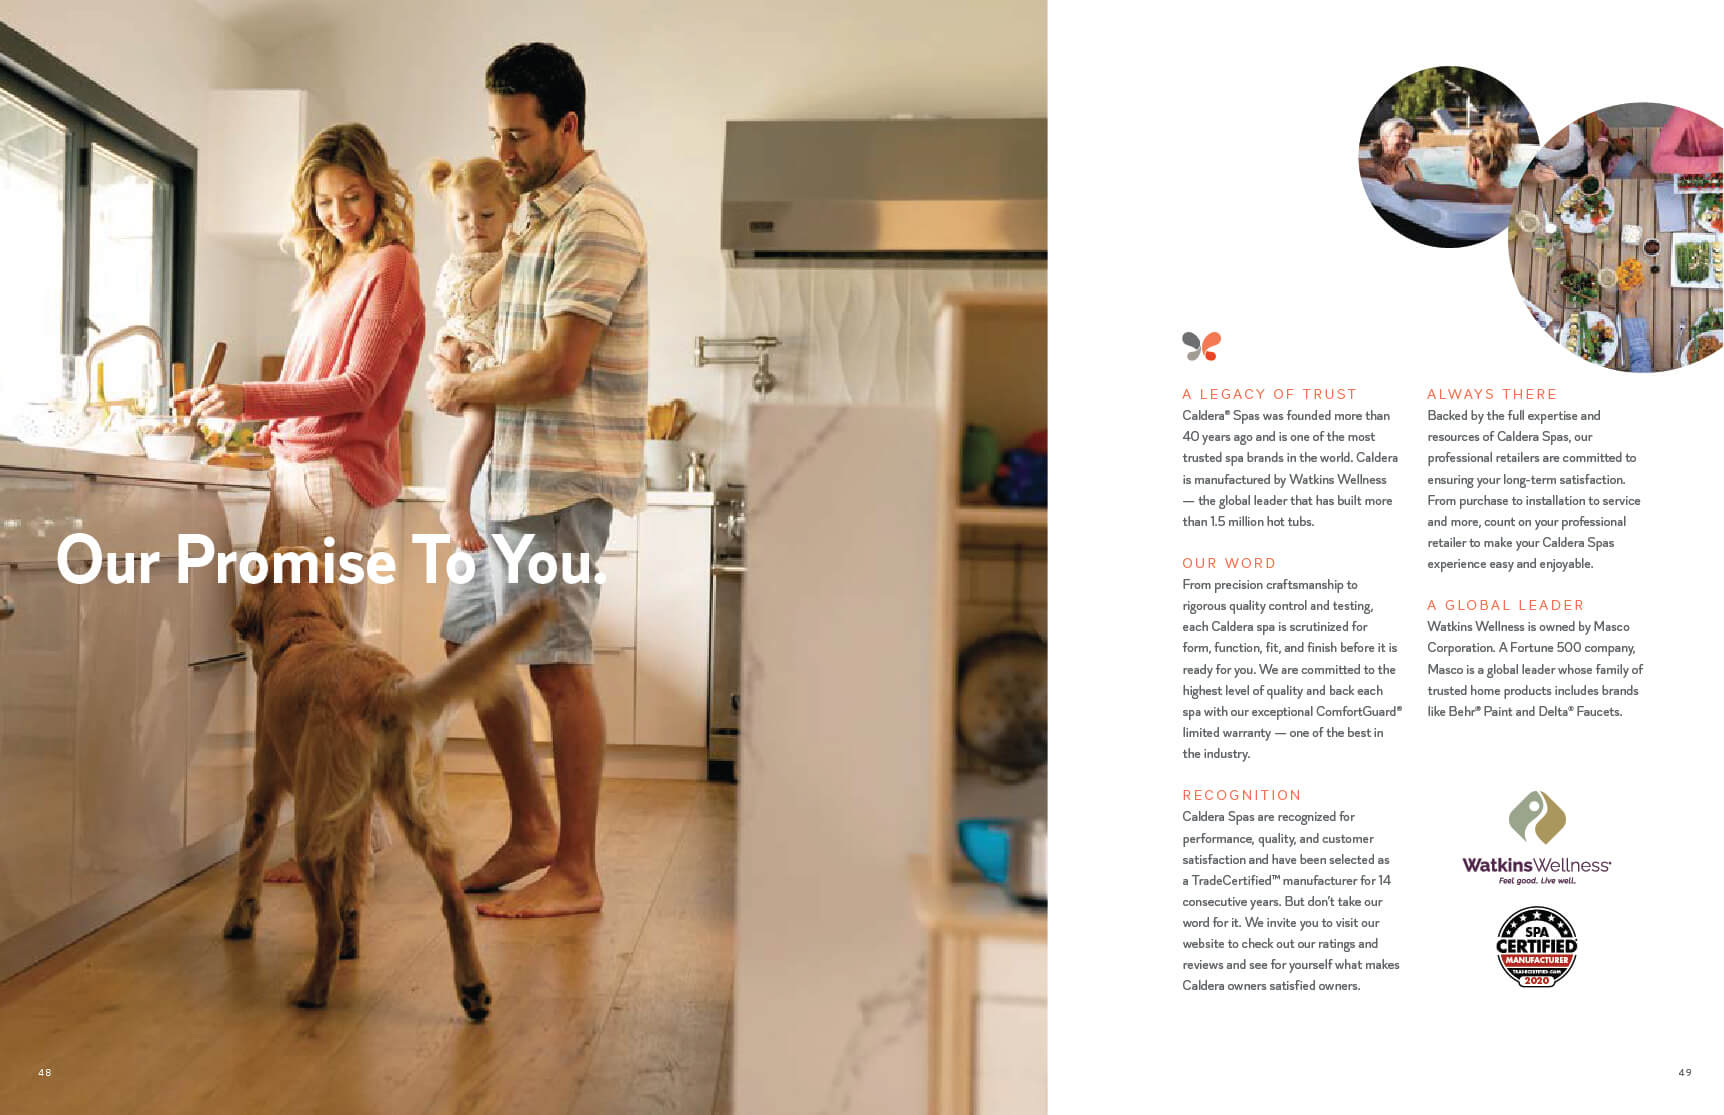 Our Promise To You.
48
A LEGACY OF TRUST
Caldera® Spas was founded more than
40 years ago and is one of the most
trusted spa brands in the world. Caldera
is manufactured by Watkins Wellness
— the global leader that has built more
than 1.5 million hot tubs.
OUR WORD
From precision craftsmanship to
rigorous quality control and testing,
each Caldera spa is scrutinized for
form, function, fit, and finish before it is
ready for you. We are committed to the
highest level of quality and back each
spa with our exceptional ComfortGuard®
limited warranty — one of the best in
the industry.
RECOGNITION
Caldera Spas are recognized for
performance, quality, and customer
satisfaction and have been selected as
a TradeCertified™ manufacturer for 14
consecutive years. But don't take our
word for it. We invite you to visit our
website to check out our ratings and
reviews and see for yourself what makes
Caldera owners satisfied owners.
ALWAYS THERE
Backed by the full expertise and
resources of Caldera Spas, our
professional retailers are committed to
ensuring your long-term satisfaction.
From purchase to installation to service
and more, count on your professional
retailer to make your Caldera Spas
experience easy and enjoyable.
A GLOBAL LEADER
Watkins Wellness is owned by Masco
Corporation. A Fortune 500 company,
Masco is a global leader whose family of
trusted home products includes brands
like Behr® Paint and Delta® Faucets.
WatkinsWellness
Feel good. Live well.
SPA
CERTIFIED
MANUFACTURER
TRADECERTIFIED.COM
2020
49